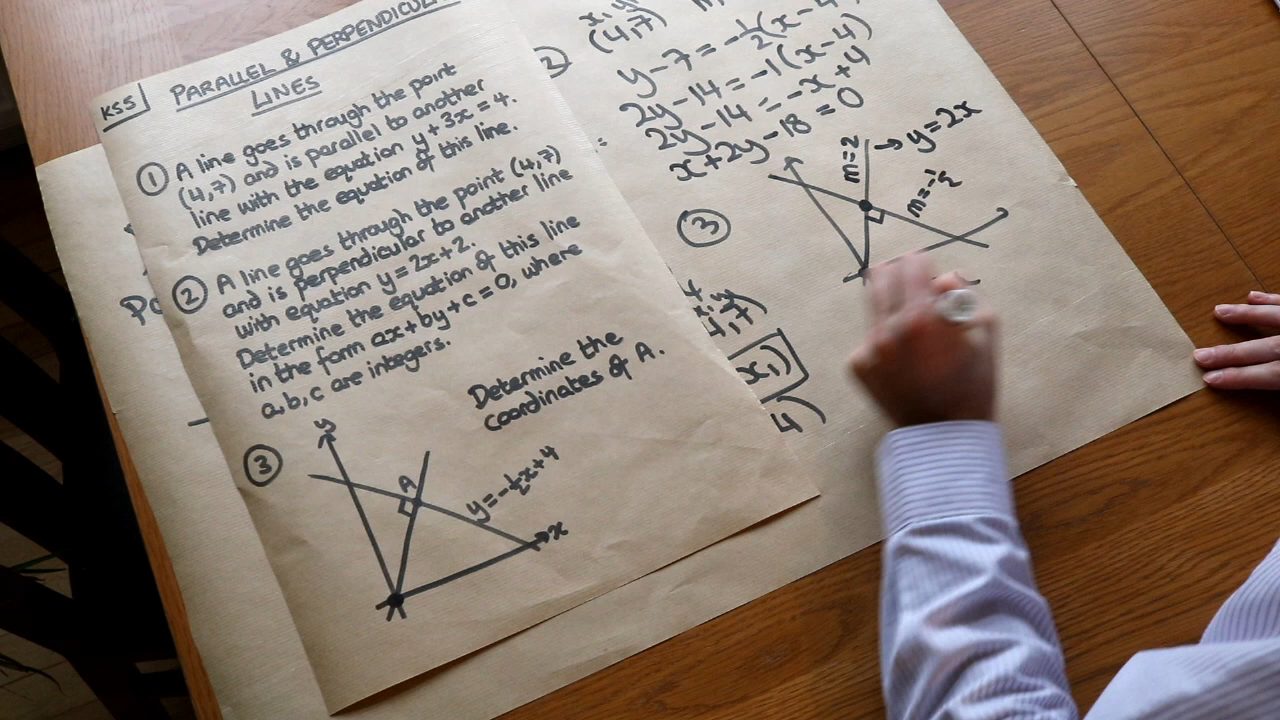 KS5
PARALLEL & PERPENDICUL
LINES
① A line goes through the point
(4,7) and is parallel to another
line with the equation y + 3x = 4.
Determine the equation of this line.
② A line goes through the point (4,7)
and is perpendicular to another line
with equation y = 2x + 2.
Determine the equation of this line
in the form ax + by + c = 0, where
a, b, c are integers.
Determine the
coordinates of A.
③
y
A
y = -½x + 4
x
②
x, y
(4,7)
y - 7 = -½(x - 4
2y - 14 = -1(x - 4)
2y - 14 = -x + 4
x + 2y - 18 = 0
③
m = 2
→ y = 2x
m = -½
x, y
4,7)
x,)
4)